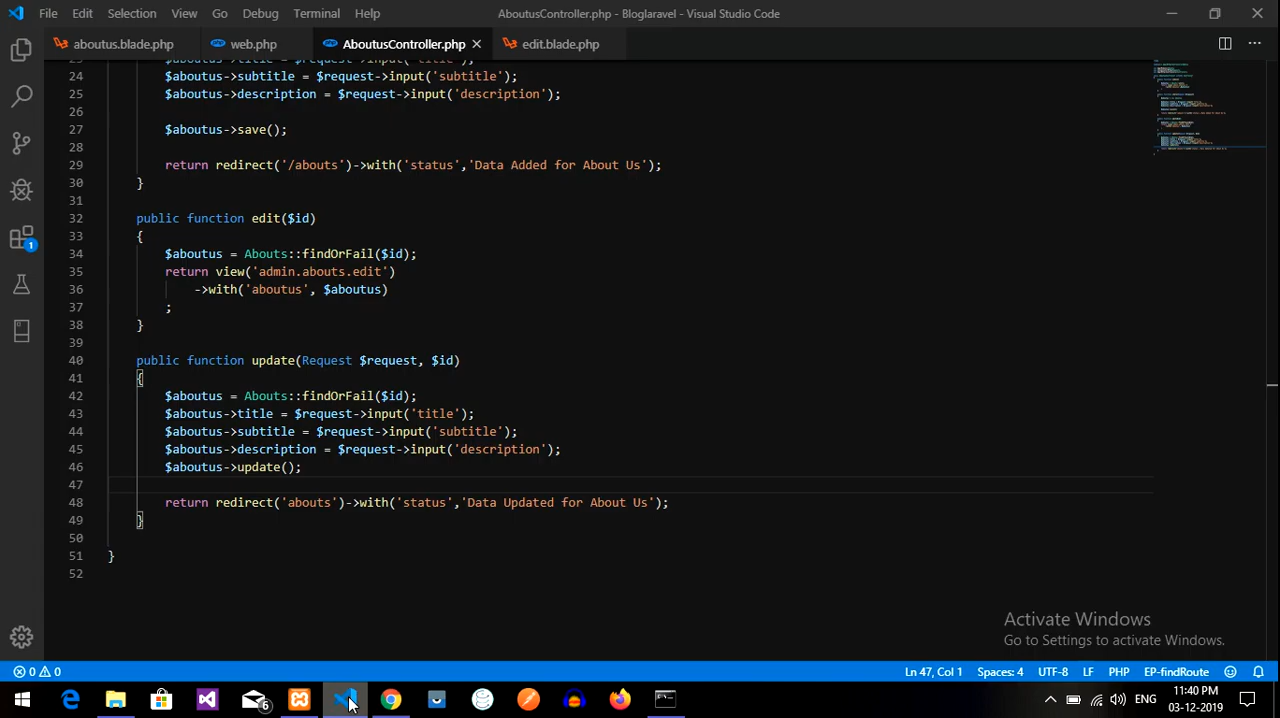 File Edit Selection View Go Debug Terminal Help AboutusController.php - Bloglaravel - Visual Studio Code
aboutus.blade.php web.php AboutusController.php edit.blade.php
24 $aboutus->subtitle = $request->input('subtitle');
25 $aboutus->description = $request->input('description');
26
27 $aboutus->save();
28
29 return redirect('/abouts')->with('status','Data Added for About Us');
30 }
31
32 public function edit($id)
33 {
34 $aboutus = Abouts::findOrFail($id);
35 return view('admin.abouts.edit')
36 ->with('aboutus', $aboutus)
37 ;
38 }
39
40 public function update(Request $request, $id)
41 {
42 $aboutus = Abouts::findOrFail($id);
43 $aboutus->title = $request->input('title');
44 $aboutus->subtitle = $request->input('subtitle');
45 $aboutus->description = $request->input('description');
46 $aboutus->update();
47
48 return redirect('abouts')->with('status','Data Updated for About Us');
49 }
50
51 }
52
1
Activate Windows
Go to Settings to activate Windows.
0 0 Ln 47, Col 1 Spaces: 4 UTF-8 LF PHP EP-findRoute
6 ENG 11:40 PM
03-12-2019